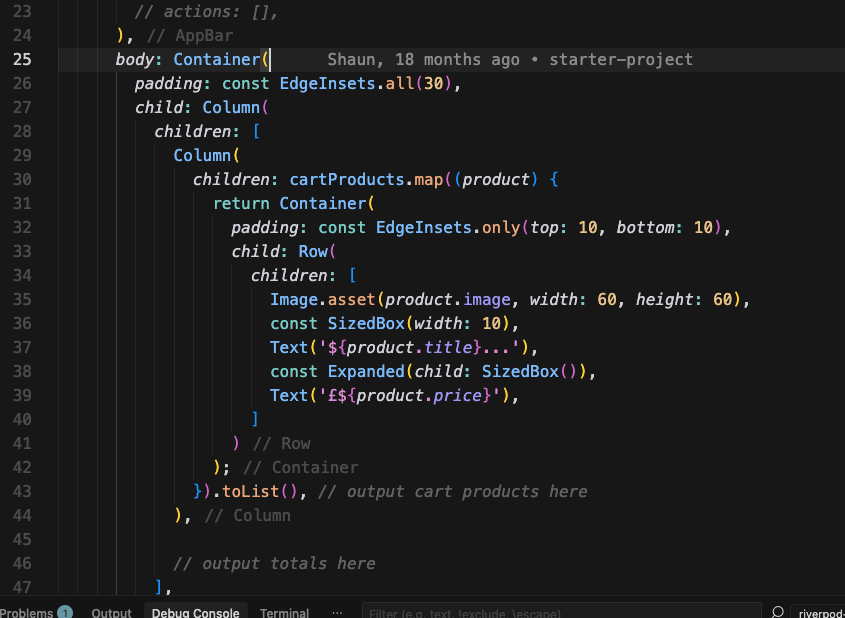 23 // actions: [],
24 ), // AppBar
25 body: Container( Shaun, 18 months ago • starter-project
26 padding: const EdgeInsets.all(30),
27 child: Column(
28 children: [
29 Column(
30 children: cartProducts.map((product) {
31 return Container(
32 padding: const EdgeInsets.only(top: 10, bottom: 10),
33 child: Row(
34 children: [
35 Image.asset(product.image, width: 60, height: 60),
36 const SizedBox(width: 10),
37 Text('${product.title}...'),
38 const Expanded(child: SizedBox()),
39 Text('£${product.price}'),
40 ]
41 ) // Row
42 ); // Container
43 }).toList(), // output cart products here
44 ), // Column
45
46 // output totals here
47 ],
Problems 1 Output Debug Console Terminal ··· Filter (e.g. text, !exclude, \escape) riverpod-